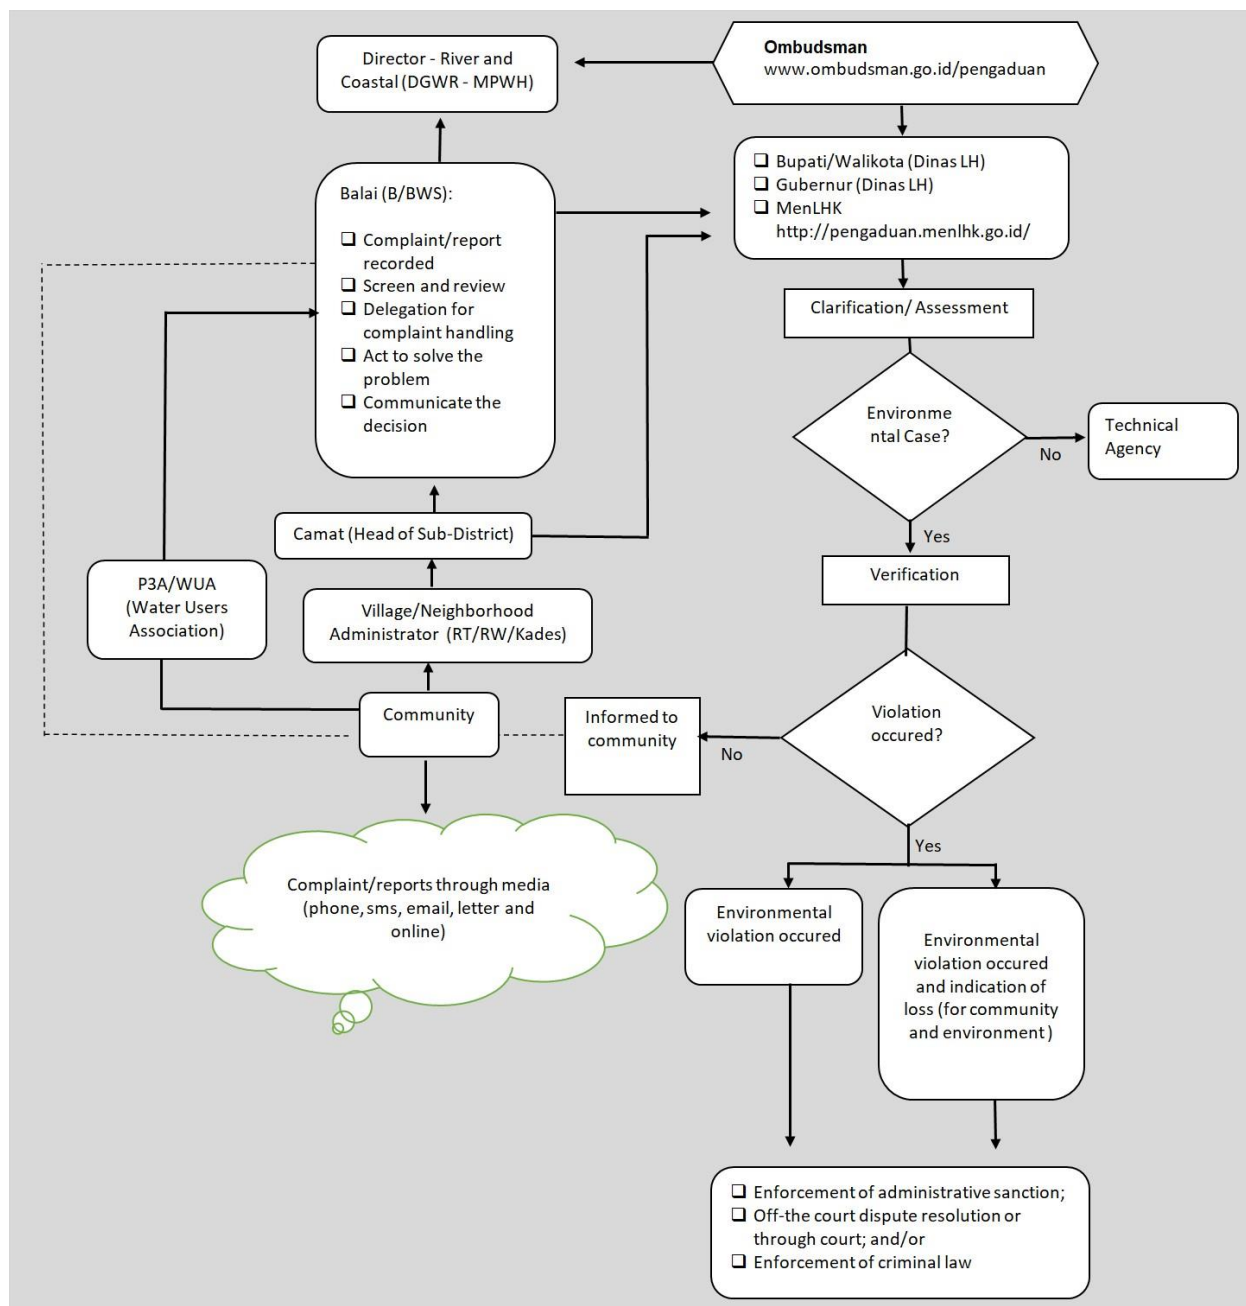 Director - River and
Coastal (DGWR - MPWH)
Ombudsman
www.ombudsman.go.id/pengaduan
Balai (B/BWS):
Complaint/report
recorded
Screen and review
Delegation for
complaint handling
Act to solve the
problem
Communicate the
decision
Bupati/Walikota (Dinas LH)
Gubernur (Dinas LH)
MenLHK
http://pengaduan.menlhk.go.id/
Clarification/ Assessment
Environme
ntal Case?
No
Technical
Agency
Yes
Camat (Head of Sub-District)
Verification
P3A/WUA
(Water Users
Association)
Village/Neighborhood
Administrator (RT/RW/Kades)
Community
Informed to
community
No
Violation
occured?
Yes
Complaint/reports through media
(phone, sms, email, letter and
online)
Environmental
violation occured
Environmental
violation occured
and indication of
loss (for community
and environment )
Enforcement of administrative sanction;
Off-the court dispute resolution or
through court; and/or
Enforcement of criminal law